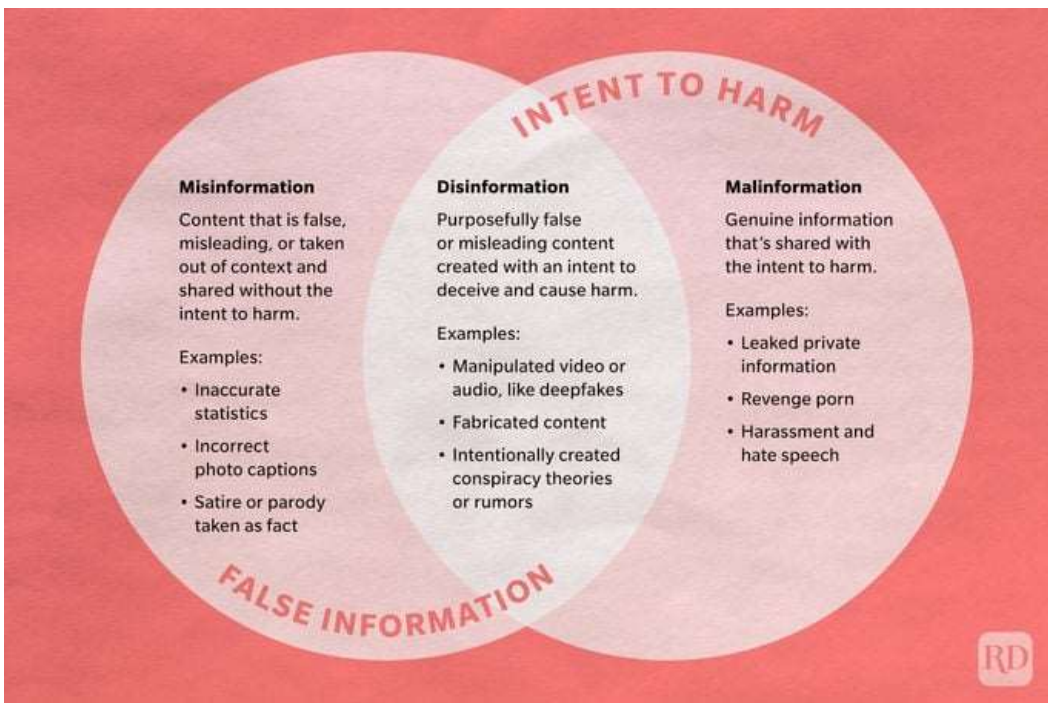 INTENT TO HARM
Misinformation
Content that is false,
misleading, or taken
out of context and
shared without the
intent to harm.
Examples:
• Inaccurate
statistics
• Incorrect
photo captions
• Satire or parody
taken as fact
Disinformation
Purposefully false
or misleading content
created with an intent to
deceive and cause harm.
Examples:
• Manipulated video or
audio, like deepfakes
• Fabricated content
• Intentionally created
conspiracy theories
or rumors
Malinformation
Genuine information
that's shared with
the intent to harm.
Examples:
• Leaked private
information
• Revenge porn
• Harassment and
hate speech
FALSE INFORMATION
RD